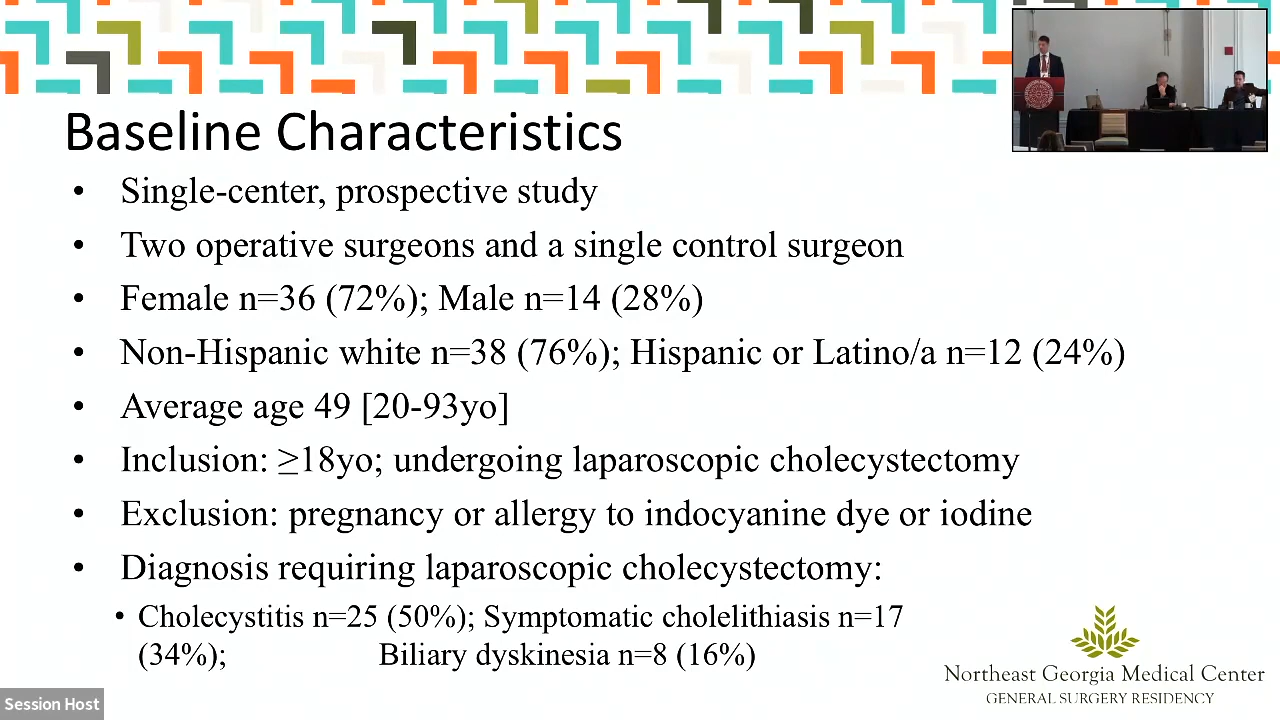 Baseline Characteristics
• Single-center, prospective study
• Two operative surgeons and a single control surgeon
• Female n=36 (72%); Male n=14 (28%)
• Non-Hispanic white n=38 (76%); Hispanic or Latino/a n=12 (24%)
• Average age 49 [20-93yo]
• Inclusion: ≥18yo; undergoing laparoscopic cholecystectomy
• Exclusion: pregnancy or allergy to indocyanine dye or iodine
• Diagnosis requiring laparoscopic cholecystectomy:
• Cholecystitis n=25 (50%); Symptomatic cholelithiasis n=17
(34%); Biliary dyskinesia n=8 (16%)
Northeast Georgia Medical Center
GENERAL SURGERY RESIDENCY
Session Host